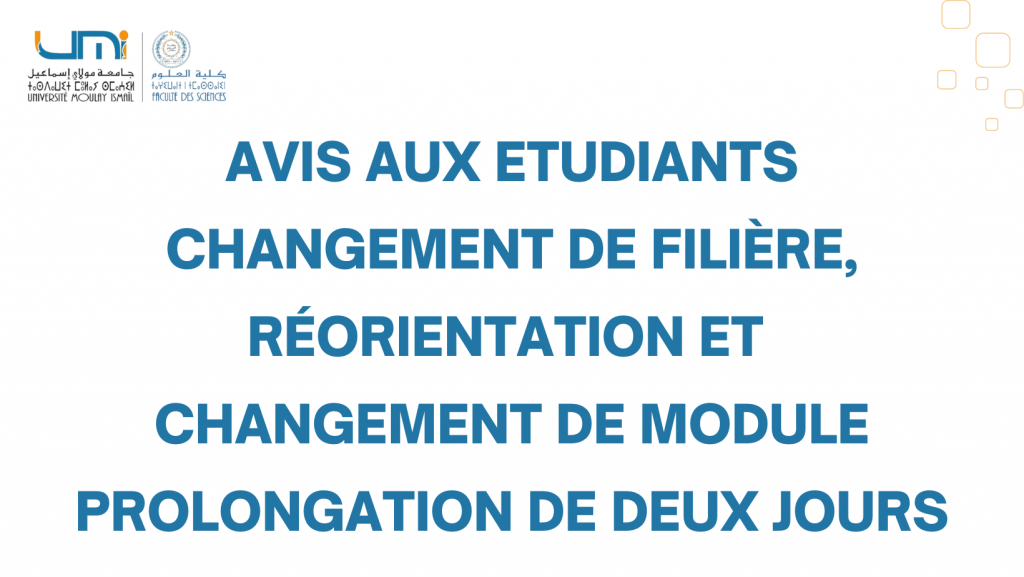 umi
جامعة مولاي إسماعيل
ⵜⴰⵙⴷⴰⵡⵉⵜ ⵎⵓⵍⴰⵢ ⵙⵎⴰⵄⵉⵍ
UNIVERSITÉ MOULAY ISMAÏL
كلية العلوم
FACULTÉ DES SCIENCES
AVIS AUX ETUDIANTS
CHANGEMENT DE FILIÈRE,
RÉORIENTATION ET
CHANGEMENT DE MODULE
PROLONGATION DE DEUX JOURS